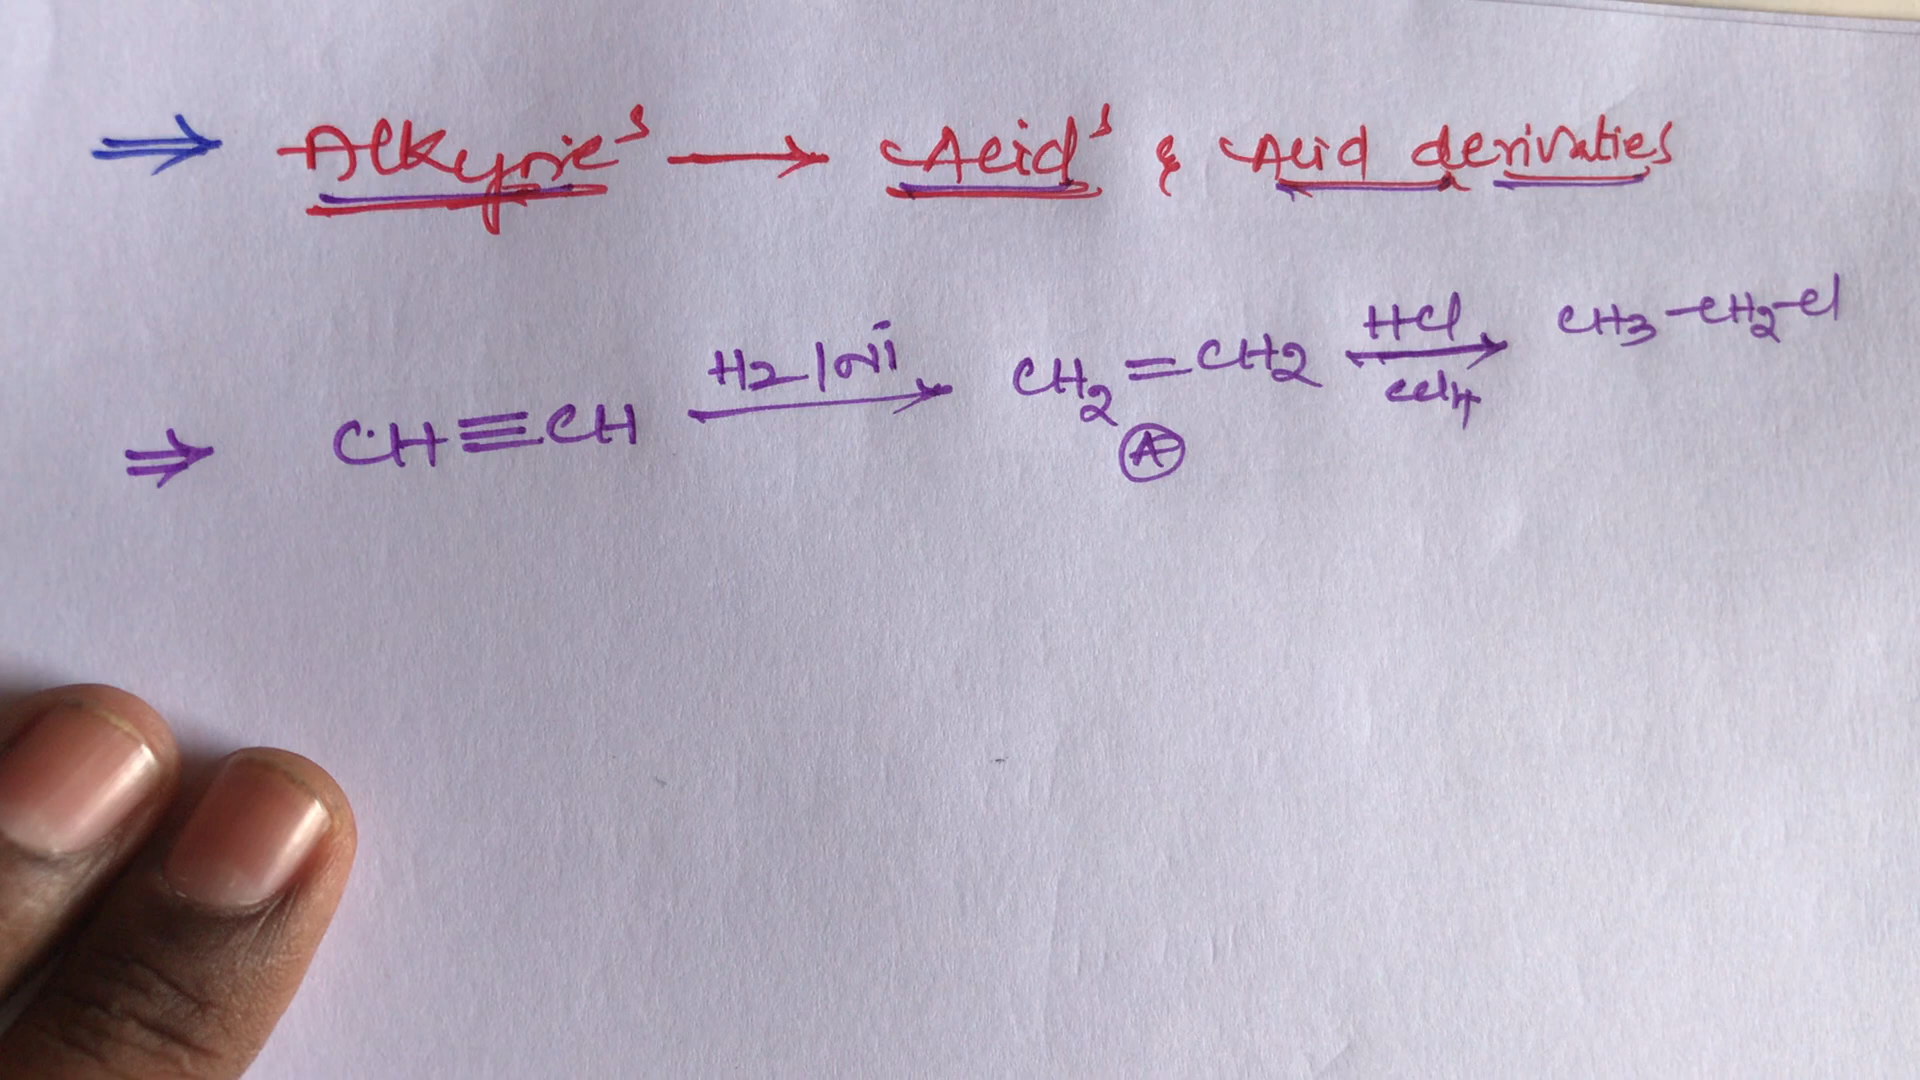 ⇒ Alkyne's → Acid's & Acid derivaties
⇒ CH≡CH H2/Ni → CH2=CH2 HCl CCl4 → CH3-CH2-Cl
A